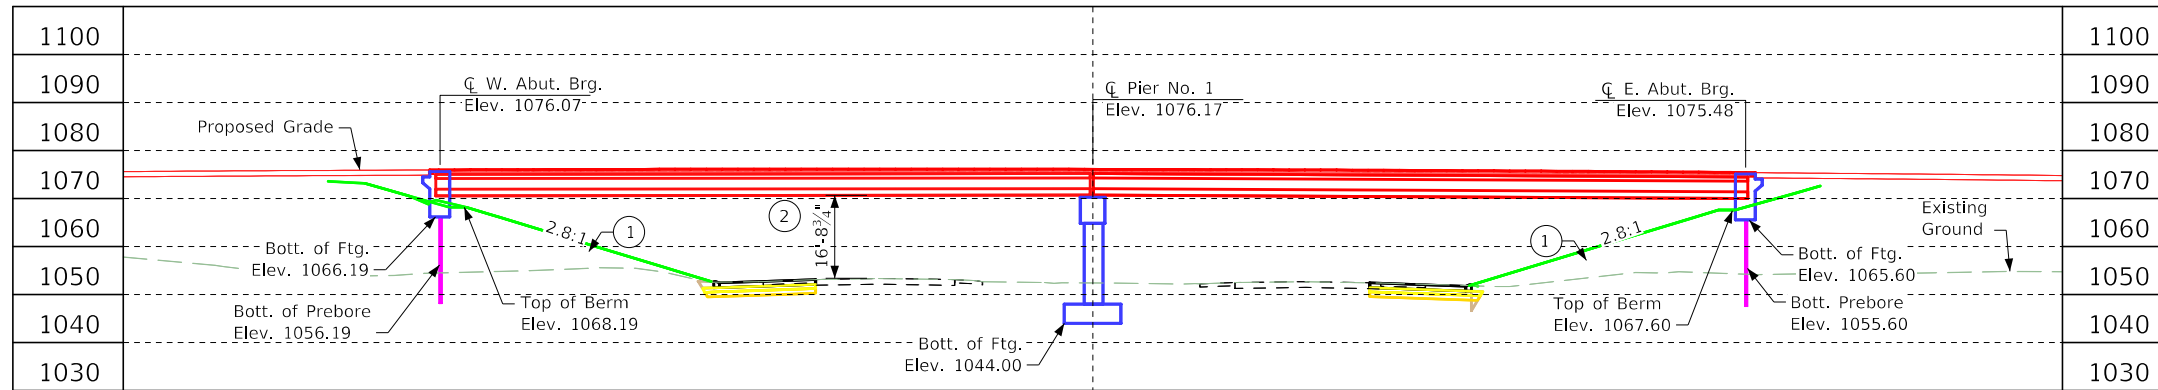 1100
1090
1080
1070
1060
1050
1040
1030
℄ W. Abut. Brg.
Elev. 1076.07
Proposed Grade
℄ Pier No. 1
Elev. 1076.17
℄ E. Abut. Brg.
Elev. 1075.48
2.8:1
1
2
16'-8¾"
1
2.8:1
Existing
Ground
Bott. of Ftg.
Elev. 1066.19
Bott. of Prebore
Elev. 1056.19
Top of Berm
Elev. 1068.19
Bott. of Ftg.
Elev. 1044.00
Top of Berm
Elev. 1067.60
Bott. of Ftg.
Elev. 1065.60
Bott. Prebore
Elev. 1055.60
1100
1090
1080
1070
1060
1050
1040
1030